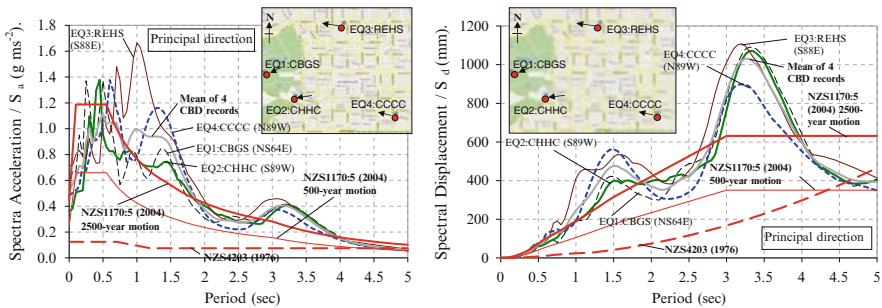 Spectra Acceleration / Sa (g ms-2)
1.8
1.6
1.4
1.2
1.0
0.8
0.6
0.4
0.2
0.0
0 0.5 1 1.5 2 2.5 3 3.5 4 4.5 5
Period (sec)
EQ3:REHS
(S88E)
Principal direction
N
EQ3:REHS
EQ1:CBGS
EQ2:CHHC
EQ4:CCCC
Mean of 4
CBD records
EQ4:CCCC (N89W)
EQ1:CBGS (NS64E)
EQ2:CHHC (S89W)
NZS1170:5 (2004)
500-year motion
NZS1170:5 (2004)
2500-year motion
NZS4203 (1976)
Spectral Displacement / Sd (mm).
1200
1000
800
600
400
200
0
0 0.5 1 1.5 2 2.5 3 3.5 4 4.5 5
Period (sec)
N
EQ3:REHS
EQ1:CBGS
EQ2:CHHC
EQ4:CCCC
EQ3:REHS
(S88E)
EQ4:CCCC
(N89W)
Mean of 4
CBD records
NZS1170:5
(2004) 2500-
year motion
EQ2:CHHC (S89W)
NZS1170:5 (2004)
500-year motion
EQ1:CBGS (NS64E)
Principal direction
NZS4203 (1976)